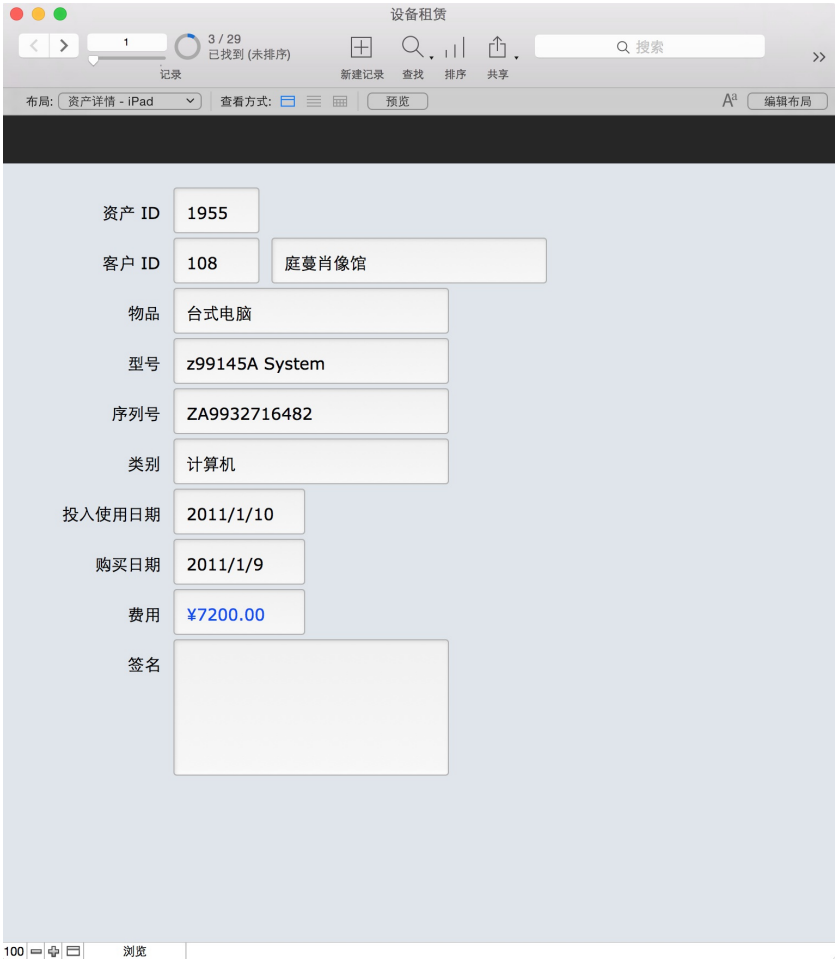 设备租赁
1
3 / 29
已找到 (未排序)
搜索
记录
新建记录 查找 排序 共享
布局: 资产详情 - iPad 查看方式: 预览 Aa 编辑布局
资产 ID 1955
客户 ID 108 庭蔓肖像馆
物品 台式电脑
型号 z99145A System
序列号 ZA9932716482
类别 计算机
投入使用日期 2011/1/10
购买日期 2011/1/9
费用 ¥7200.00
签名
100 浏览